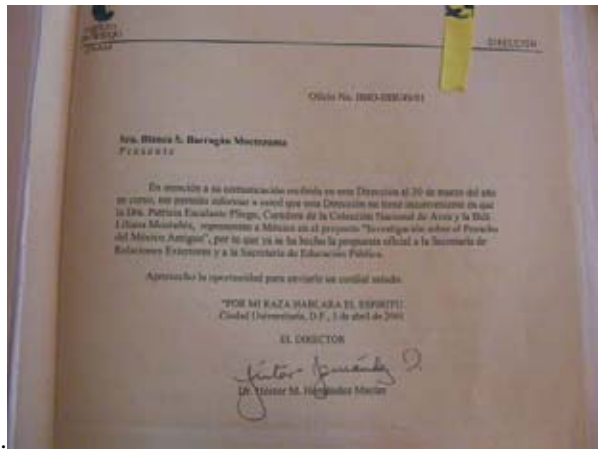 DIRECCION
Oficio No.
Sra. Blanca S. Barragán Moctezuma
Presente
En atención a su comunicación recibida en esta Dirección el 20 de marzo del año
en curso, me permito informar a usted que esta Dirección no tiene inconveniente en que
la Dra. Patricia Escalante Pliego, Curadora de la Colección Nacional de Aves y la Biól.
Liliana Montañés, representen a México en el proyecto "Investigación sobre el Penacho
del México Antiguo", por lo que ya se ha hecho la propuesta oficial a la Secretaría de
Relaciones Exteriores y a la Secretaría de Educación Pública.
Aprovecho la oportunidad para enviarle un cordial saludo.
"POR MI RAZA HABLARA EL ESPIRITU
Ciudad Universitaria, D.F., de abril de 2001
EL DIRECTOR
Dr. Héctor M. Hernández Macías